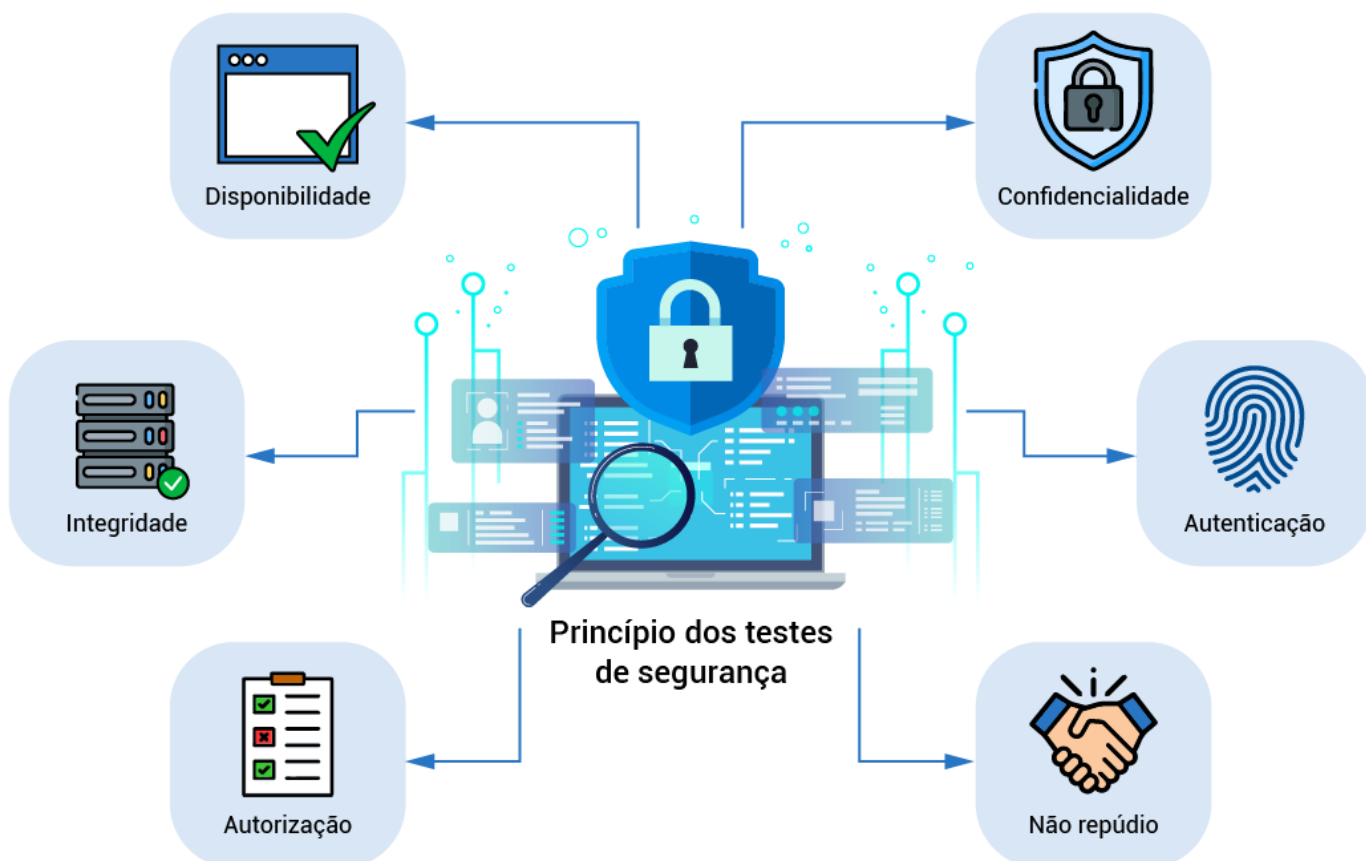 Disponibilidade
Confidencialidade
Integridade
Autenticação
Princípio dos testes
de segurança
Autorização
Não repúdio